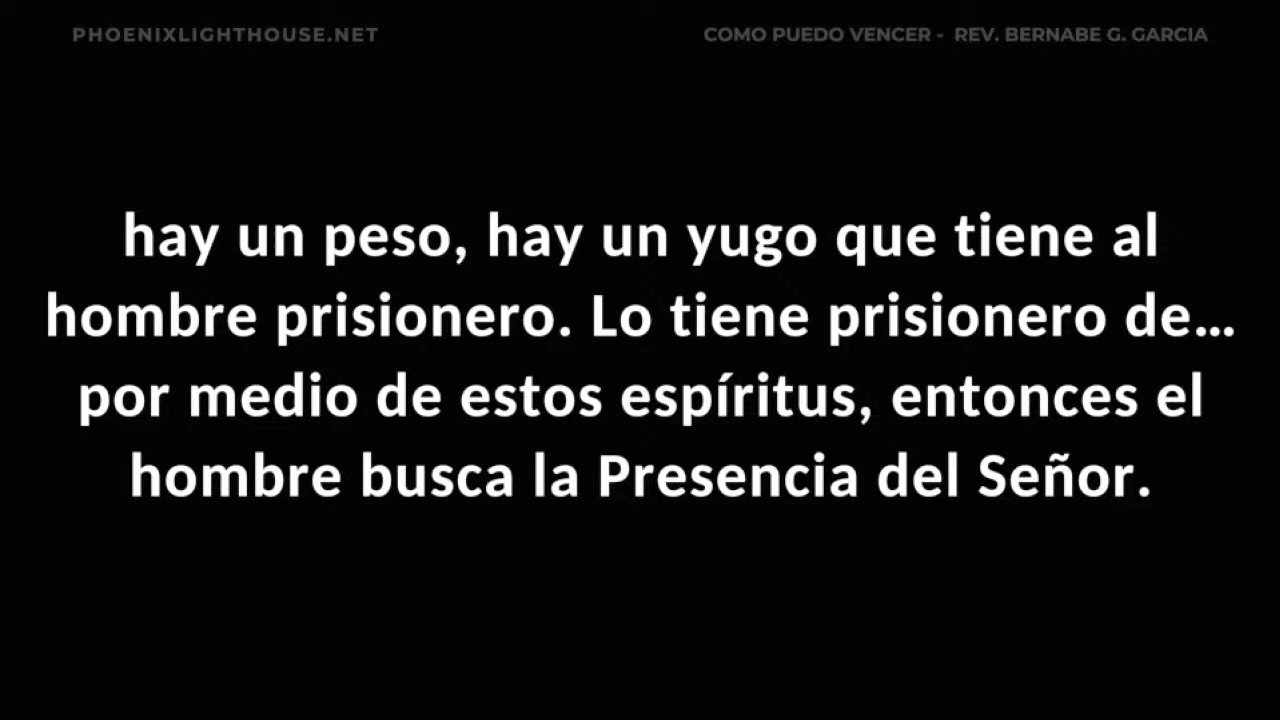 PHOENIXLIGHTHOUSE.NET
COMO PUEDO VENCER - REV. BERNABE G. GARCIA
hay un peso, hay un yugo que tiene al
hombre prisionero. Lo tiene prisionero de...
por medio de estos espíritus, entonces el
hombre busca la Presencia del Señor.